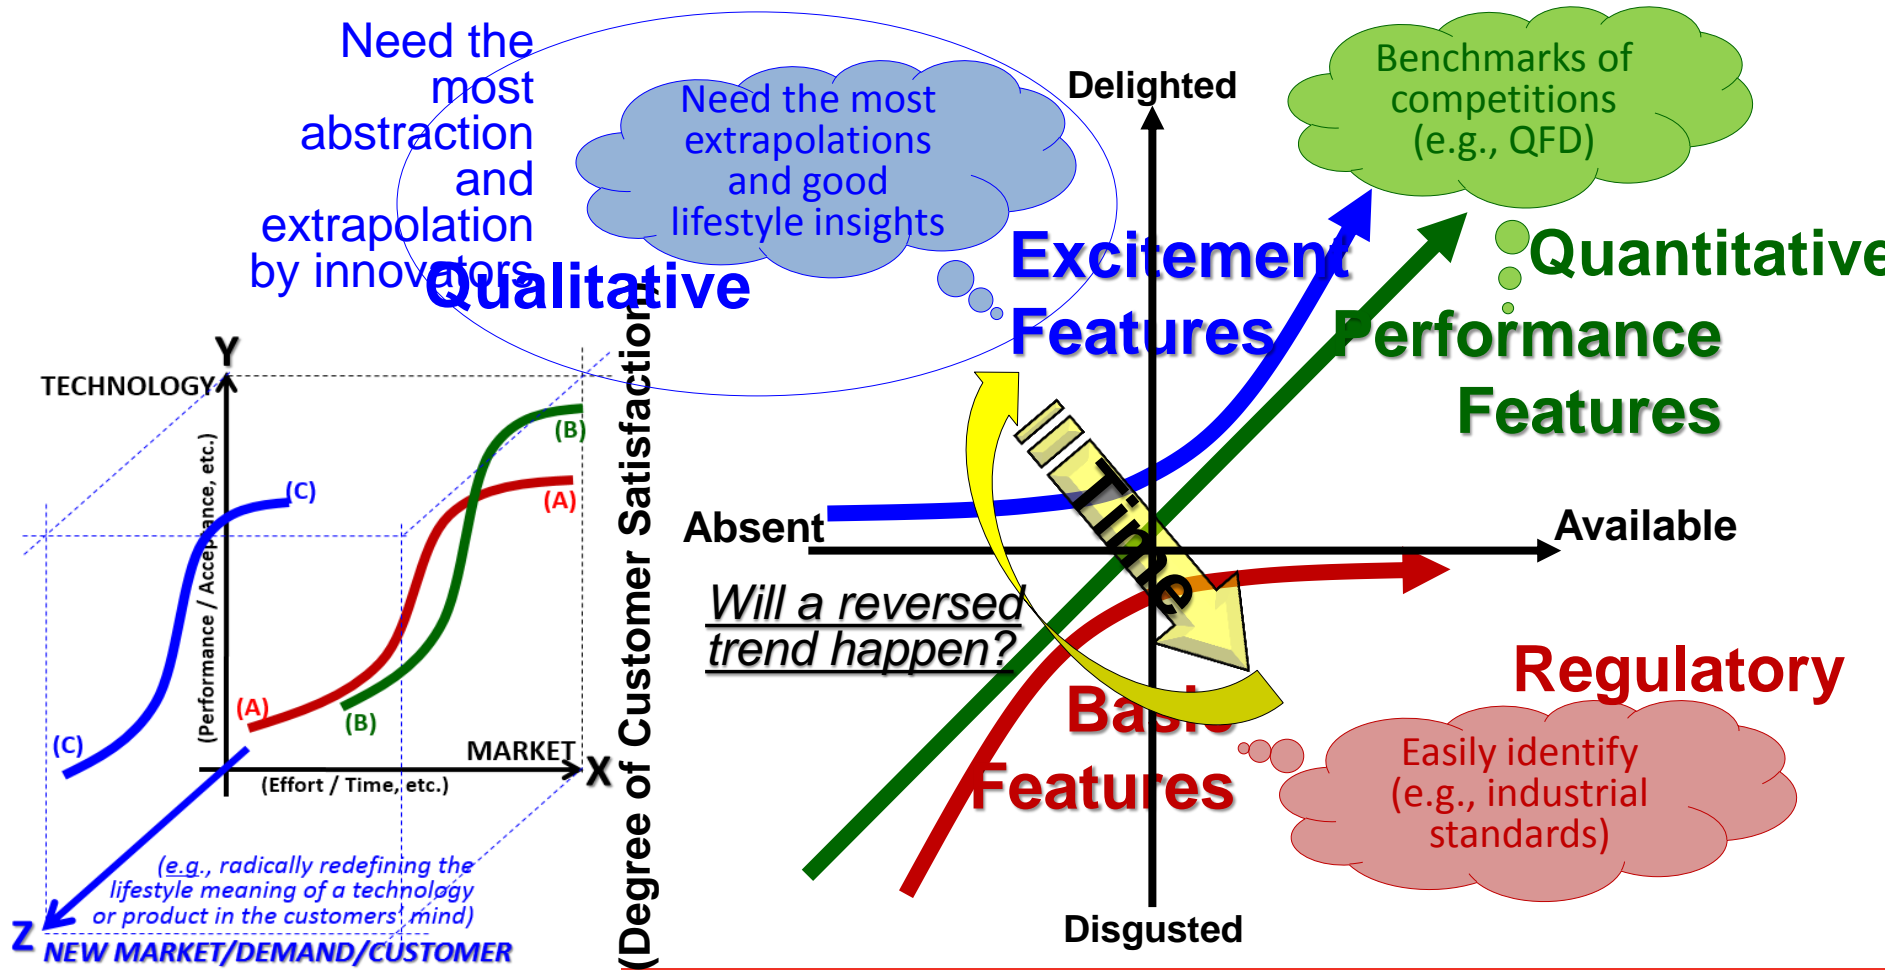 Need the
most
abstraction
and
extrapolation
by innovators
Qualitative
Need the most
extrapolations
and good
lifestyle insights
Delighted
Benchmarks of
competitions
(e.g., QFD)
Excitement
Features
Quantitative
Performance
Features
Y
TECHNOLOGY
(Performance / Acceptance, etc.)
(C)
(B)
(A)
(A)
(B)
(C)
MARKET
X
(Effort / Time, etc.)
(e.g., radically redefining the
lifestyle meaning of a technology
or product in the customers' mind)
Z
NEW MARKET/DEMAND/CUSTOMER
(Degree of Customer Satisfaction)
Absent
Available
Time
Will a reversed
trend happen?
Basic
Features
Regulatory
Easily identify
(e.g., industrial
standards)
Disgusted